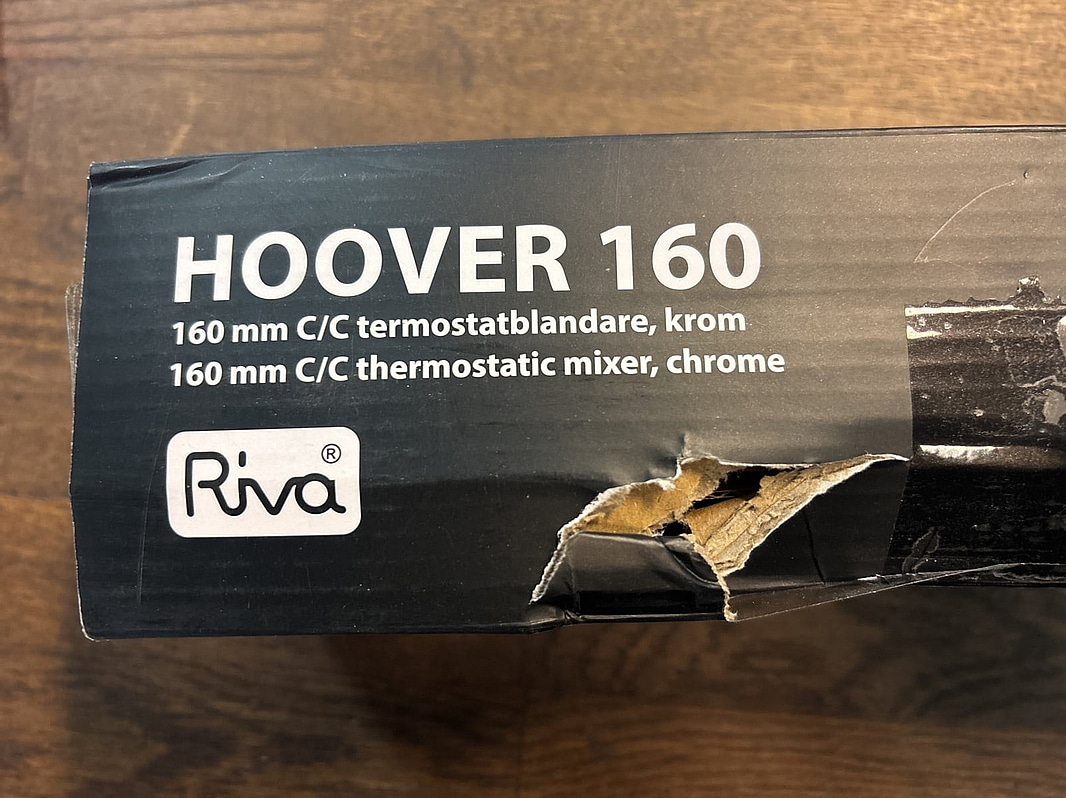 HOOVER 160
160 mm C/C termostatblandare, krom
160 mm C/C thermostatic mixer, chrome
Riva®